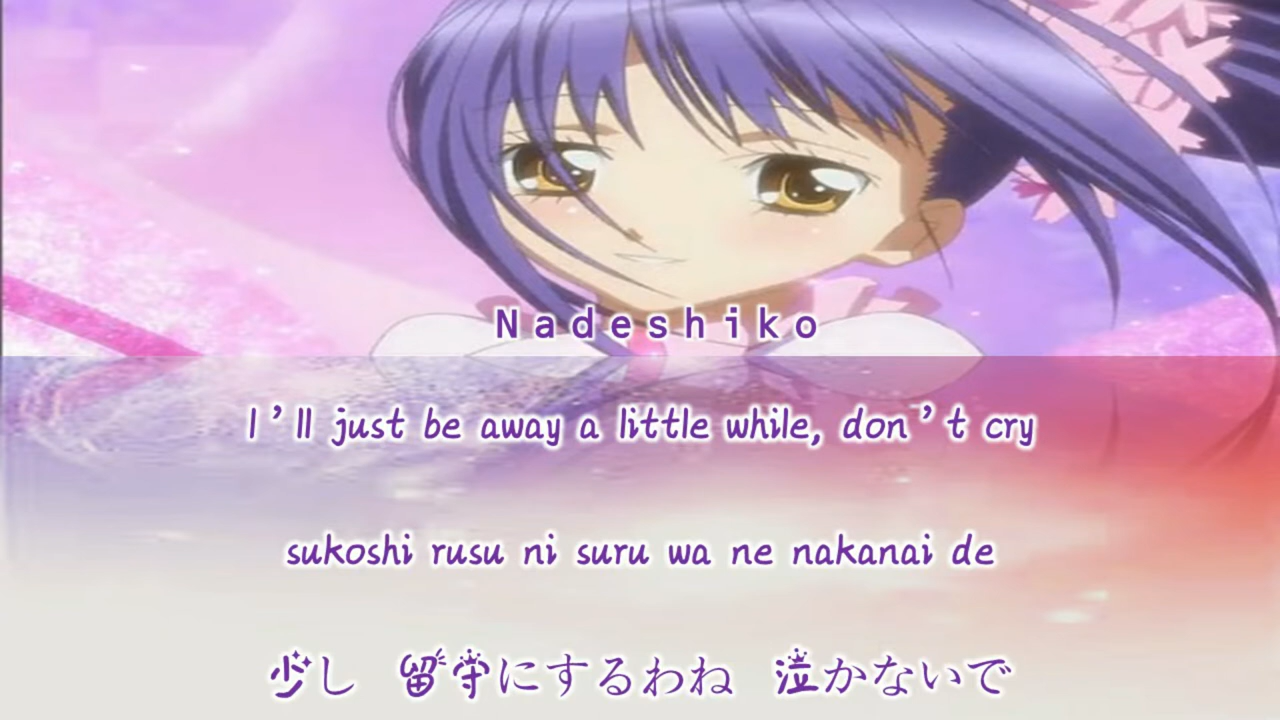 Nadeshiko
I'll just be away a little while, don't cry
sukoshi rusu ni suru wa ne nakanai de
少し 留守にするわね 泣かないで